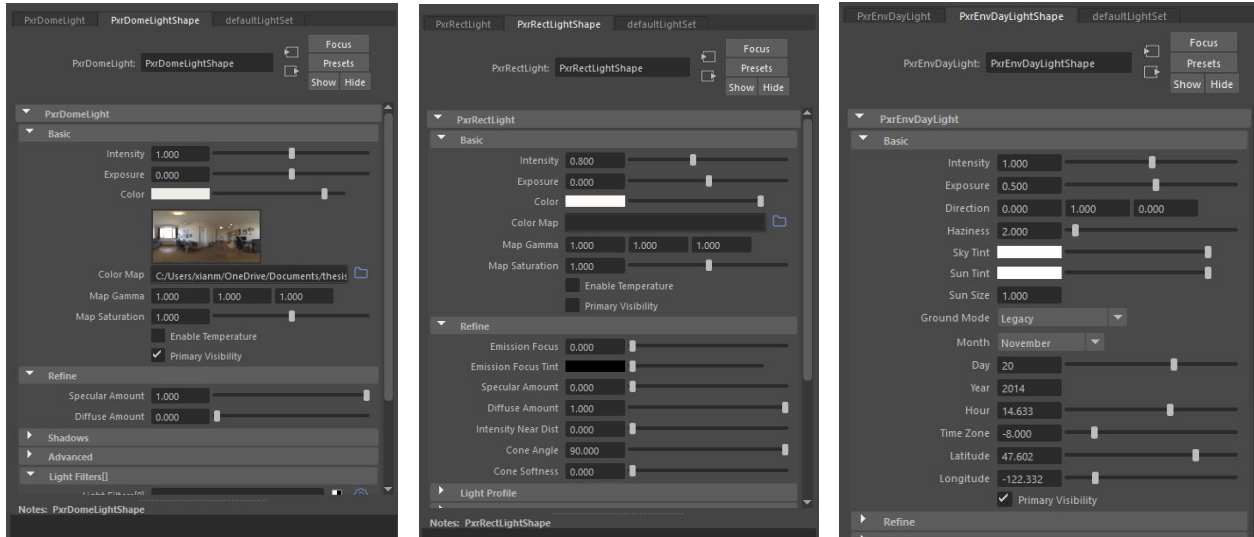 PxrDomeLight PxrDomeLightShape defaultLightSet
Focus
PxrDomeLight: PxrDomeLightShape
Presets
Show Hide
PxrDomeLight
Basic
Intensity 1.000
Exposure 0.000
Color
Color Map C:/Users/xianm/OneDrive/Documents/thesis
Map Gamma 1.000 1.000 1.000
Map Saturation 1.000
Enable Temperature
Primary Visibility
Refine
Specular Amount 1.000
Diffuse Amount 0.000
Shadows
Advanced
Light Filters[]
Light Filters[0]
Notes: PxrDomeLightShape
PxrRectLight PxrRectLightShape defaultLightSet
Focus
PxrRectLight: PxrRectLightShape
Presets
Show Hide
PxrRectLight
Basic
Intensity 0.800
Exposure 0.000
Color
Color Map
Map Gamma 1.000 1.000 1.000
Map Saturation 1.000
Enable Temperature
Primary Visibility
Refine
Emission Focus 0.000
Emission Focus Tint
Specular Amount 0.000
Diffuse Amount 1.000
Intensity Near Dist 0.000
Cone Angle 90.000
Cone Softness 0.000
Light Profile
Notes: PxrRectLightShape
PxrEnvDayLight PxrEnvDayLightShape defaultLightSet
Focus
PxrEnvDayLight: PxrEnvDayLightShape
Presets
Show Hide
PxrEnvDayLight
Basic
Intensity 1.000
Exposure 0.500
Direction 0.000 1.000 0.000
Haziness 2.000
Sky Tint
Sun Tint
Sun Size 1.000
Ground Mode Legacy
Month November
Day 20
Year 2014
Hour 14.633
Time Zone -8.000
Latitude 47.602
Longitude -122.332
Primary Visibility
Refine